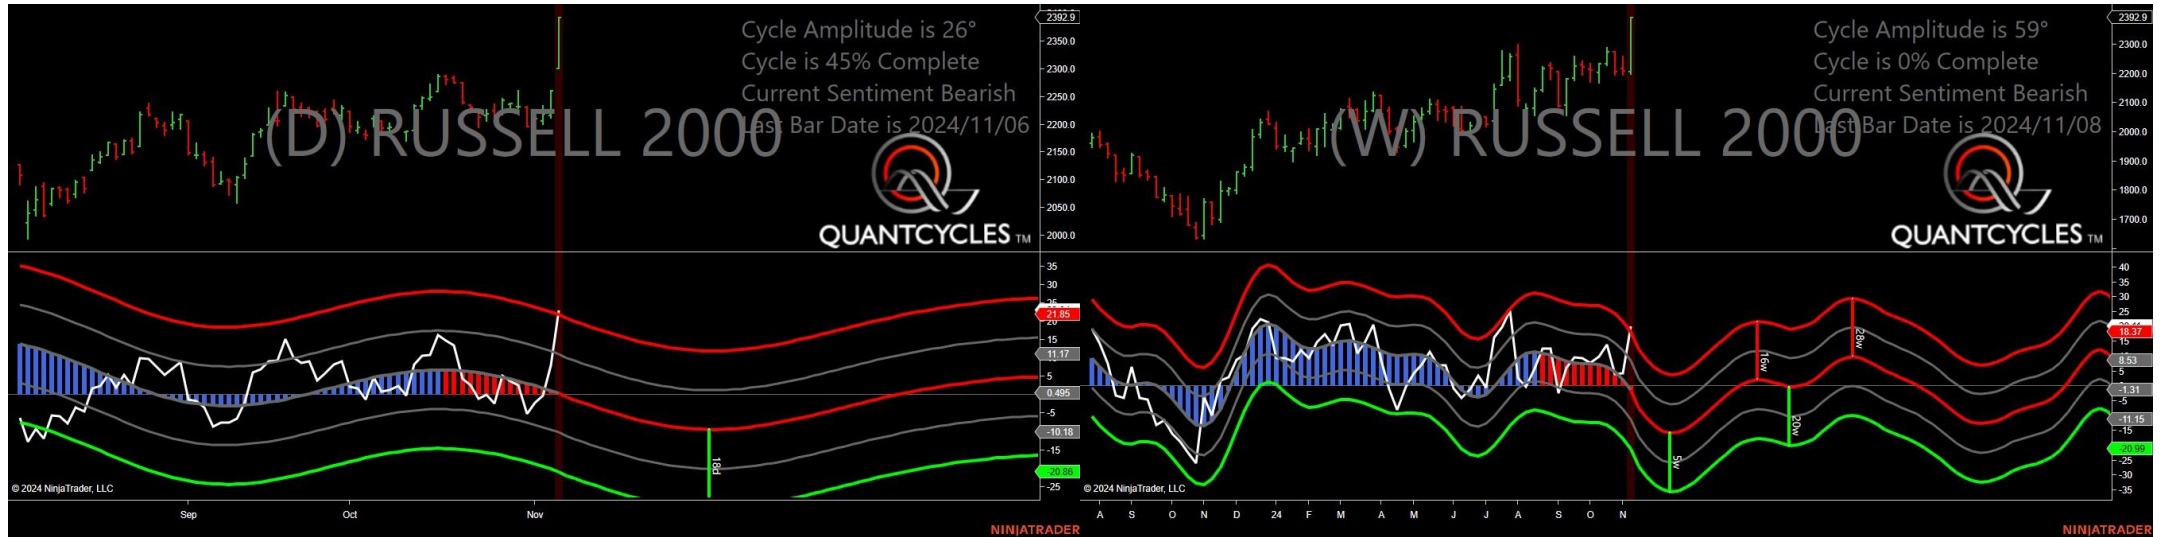 Cycle Amplitude is 26°
Cycle is 45% Complete
Current Sentiment Bearish
Last Bar Date is 2024/11/06
(D) RUSSELL 2000
QUANTCYCLES TM
2392.9
2350.0
2300.0
2250.0
2200.0
2150.0
2100.0
2050.0
2000.0
35
30
25
21.85
20
15
11.17
5
0.495
-5
-10.18
-15
-20.86
-25
18d
© 2024 NinjaTrader, LLC
Sep
Oct
Nov
NINJATRADER
Cycle Amplitude is 59°
Cycle is 0% Complete
Current Sentiment Bearish
Last Bar Date is 2024/11/08
(W) RUSSELL 2000
QUANTCYCLES TM
2392.9
2300.0
2200.0
2100.0
2000.0
1900.0
1800.0
1700.0
40
35
30
25
18.37
15
8.53
5
-1.31
-5
-11.15
-15
-20.99
-25
-30
-35
5w
16w
20w
28w
© 2024 NinjaTrader, LLC
A S O N D 24 F M A M J J A S O N
NINJATRADER